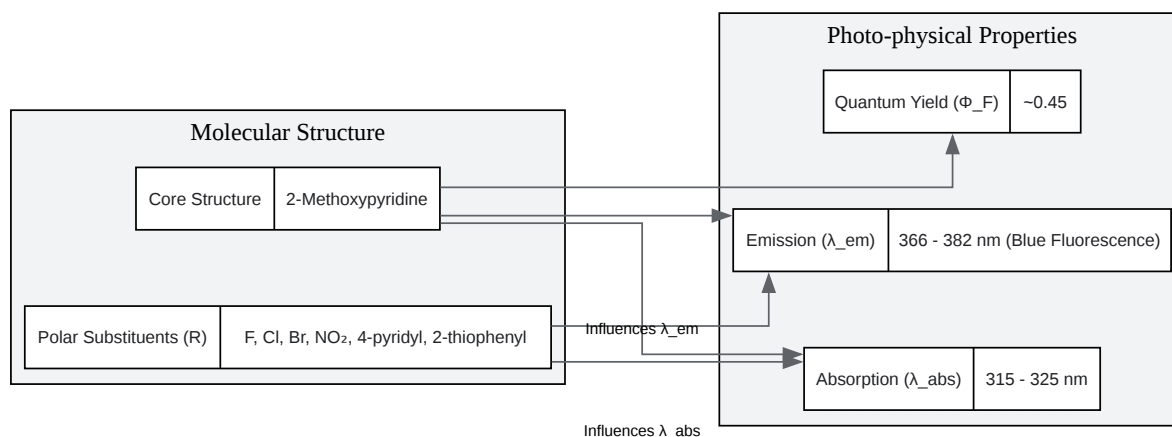 Photo-physical Properties
Quantum Yield (Φ_F) ~0.45
Molecular Structure
Core Structure 2-Methoxypyridine
Emission (λ_em) 366 - 382 nm (Blue Fluorescence)
Polar Substituents (R) F, Cl, Br, NO₂, 4-pyridyl, 2-thiophenyl
Influences λ_em
Absorption (λ_abs) 315 - 325 nm
Influences λ_abs